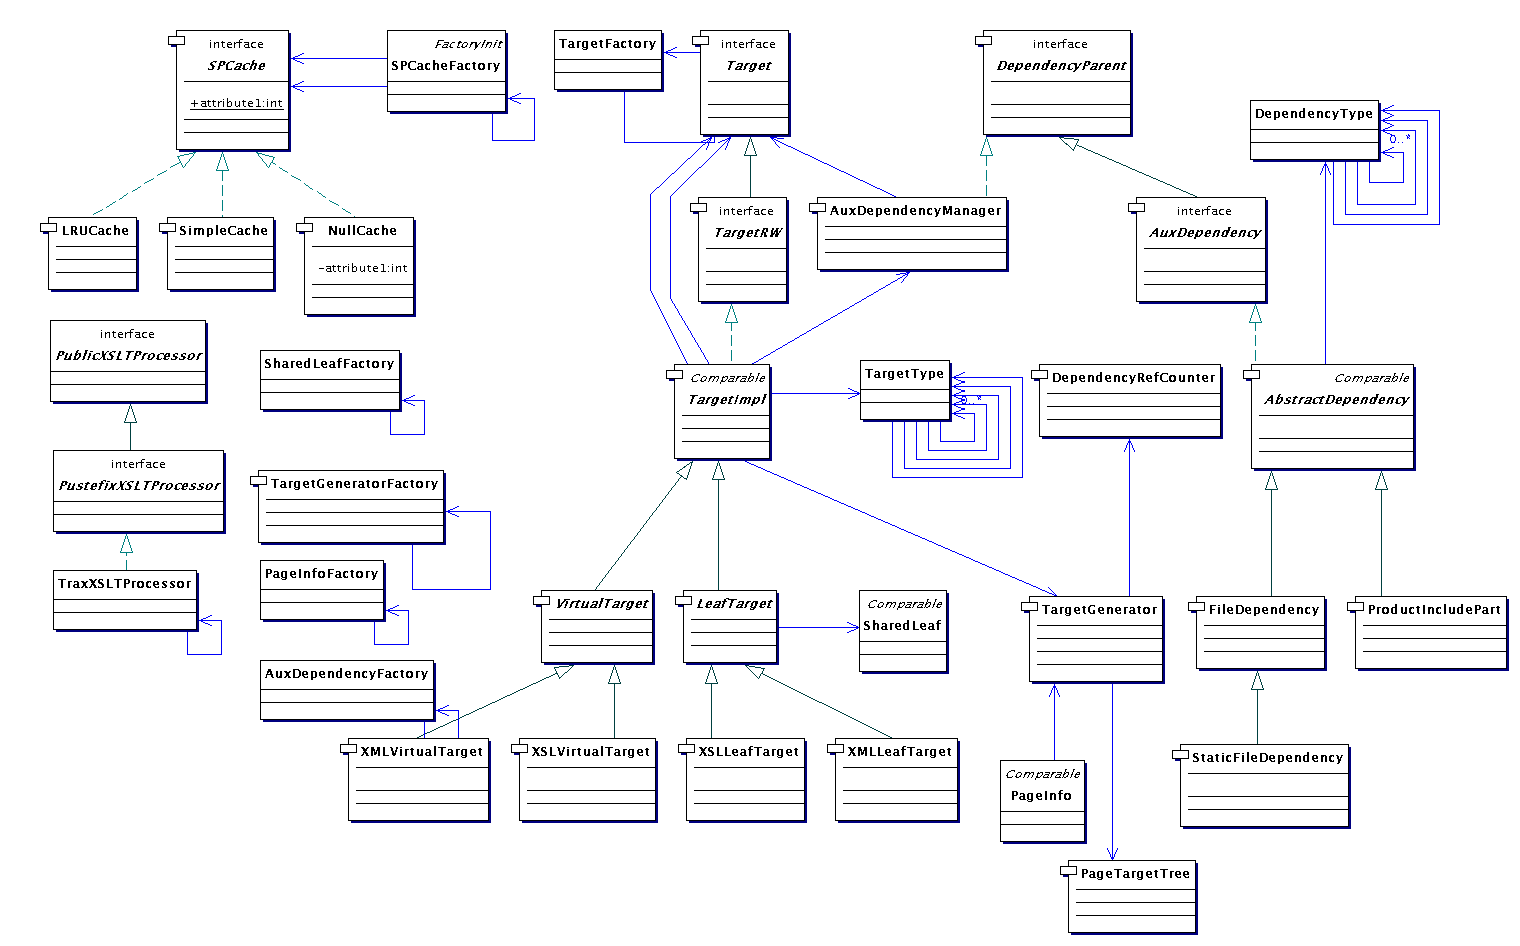 interface
SPCache
+attribute1:int
FactoryInit
SPCacheFactory
TargetFactory
interface
Target
interface
DependencyParent
DependencyType
0..*
LRUCache
SimpleCache
NullCache
-attribute1:int
interface
TargetRW
AuxDependencyManager
interface
AuxDependency
interface
PublicXSLTProcessor
SharedLeafFactory
Comparable
TargetImpl
TargetType
0..*
DependencyRefCounter
Comparable
AbstractDependency
interface
PustefixXSLTProcessor
TargetGeneratorFactory
TraxXSLTProcessor
PageInfoFactory
VirtualTarget
LeafTarget
Comparable
SharedLeaf
TargetGenerator
FileDependency
ProductIncludePart
AuxDependencyFactory
XMLVirtualTarget
XSLVirtualTarget
XSLLeafTarget
XMLLeafTarget
Comparable
PageInfo
StaticFileDependency
PageTargetTree